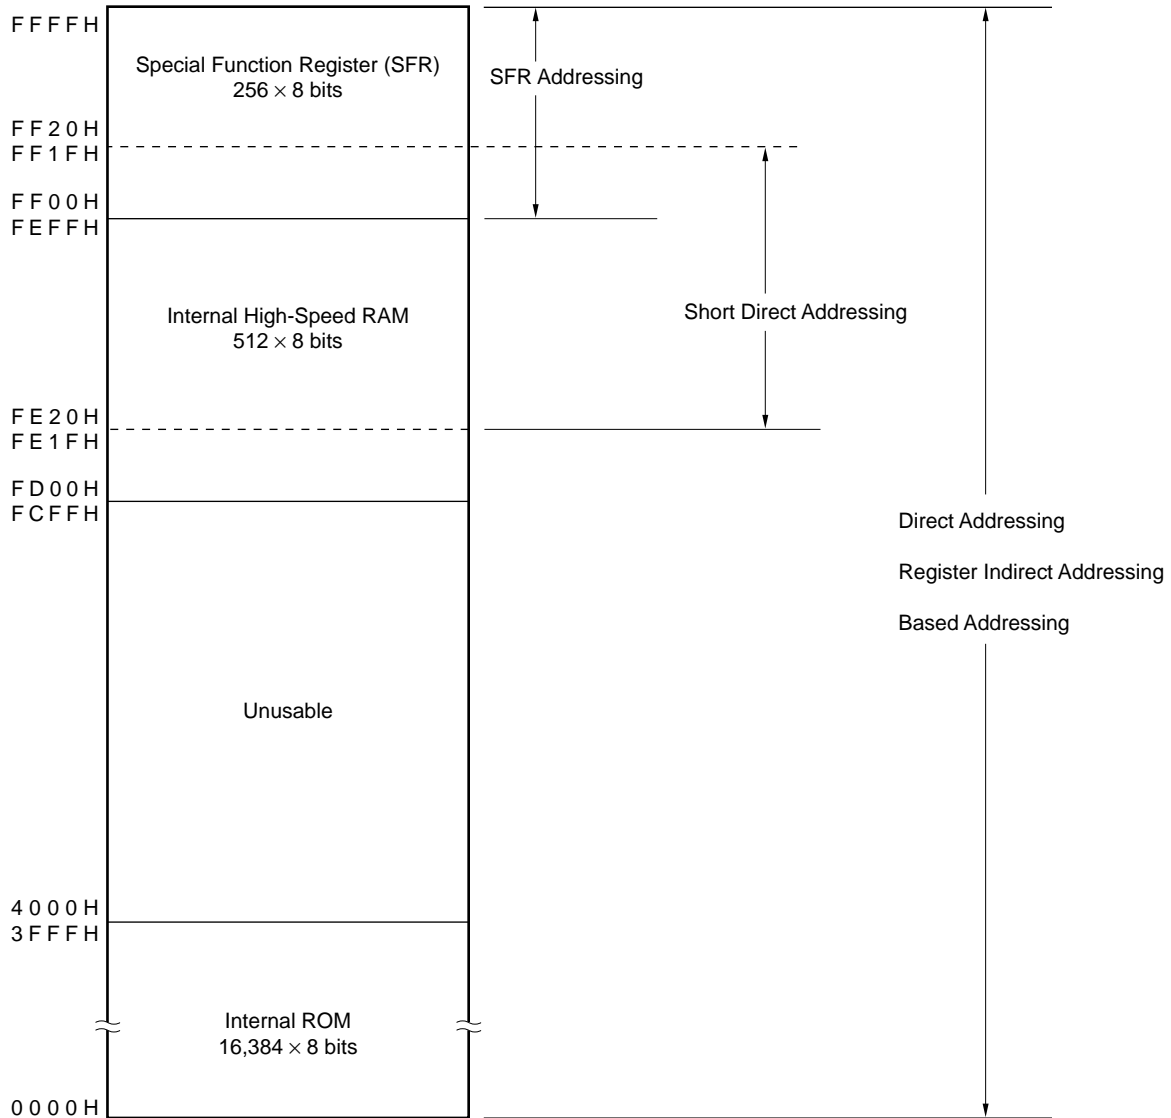 FFFFH
Special Function Register (SFR)
256 × 8 bits
SFR Addressing
FF20H
FF1FH
FF00H
FEFFH
Internal High-Speed RAM
512 × 8 bits
Short Direct Addressing
FE20H
FE1FH
FD00H
FCFFH
Direct Addressing
Register Indirect Addressing
Based Addressing
Unusable
4000H
3FFFH
Internal ROM
16,384 × 8 bits
0000H